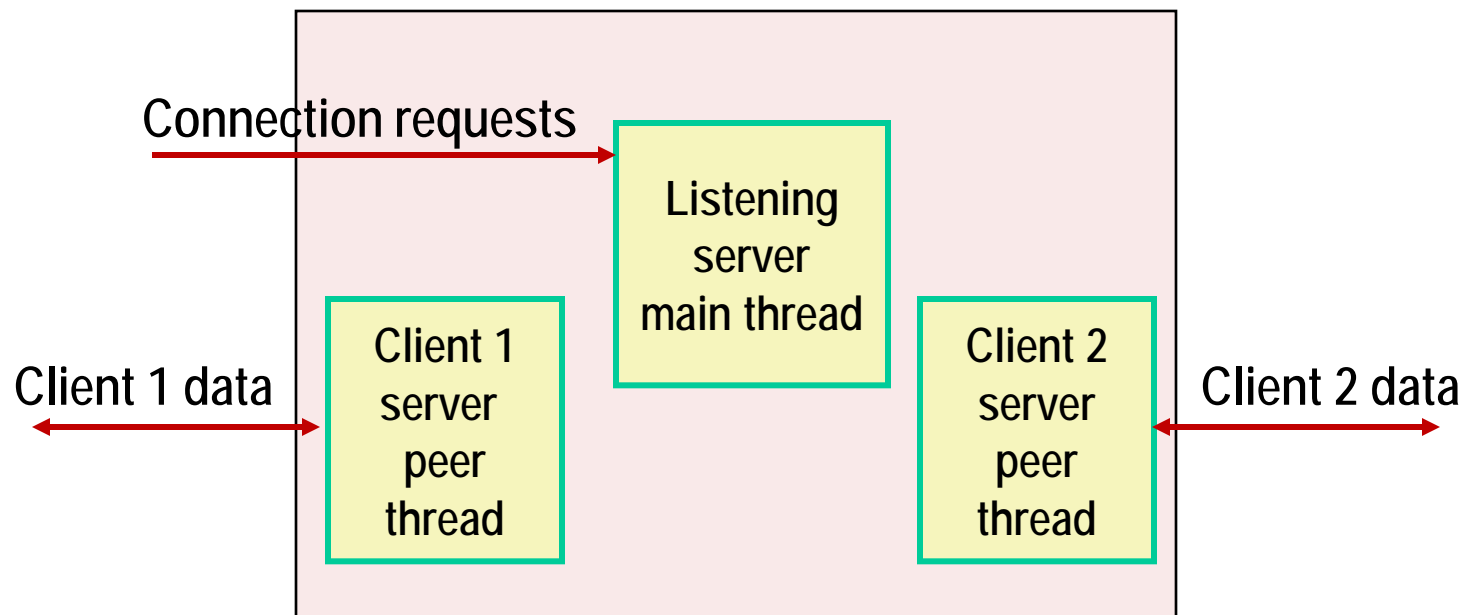 Connection requests
Listening
server
main thread
Client 1
server
peer
thread
Client 2
server
peer
thread
Client 1 data
Client 2 data